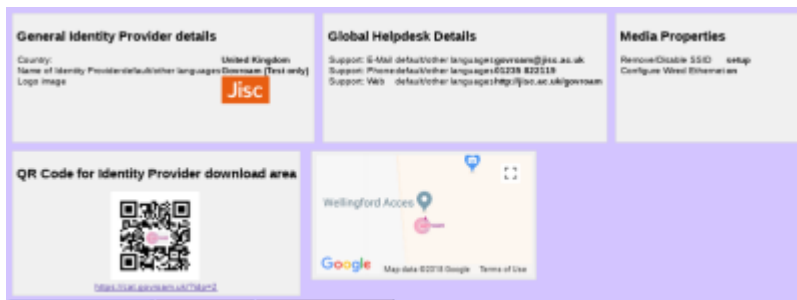 General Identity Provider details
Country: United Kingdom
Name of Identity Provider default/other languages Govroam (Test only)
Logo image
Jisc
Global Helpdesk Details
Support: E-Mail default/other languages govroam@jisc.ac.uk
Support: Phone default/other languages 01235 822119
Support: Web default/other languages http://jisc.ac.uk/govroam
Media Properties
Remove/Disable SSID setup
Configure Wired Ethernet on
QR Code for Identity Provider download area
Wellingford Acces
Google
Map data ©2018 Google Terms of Use